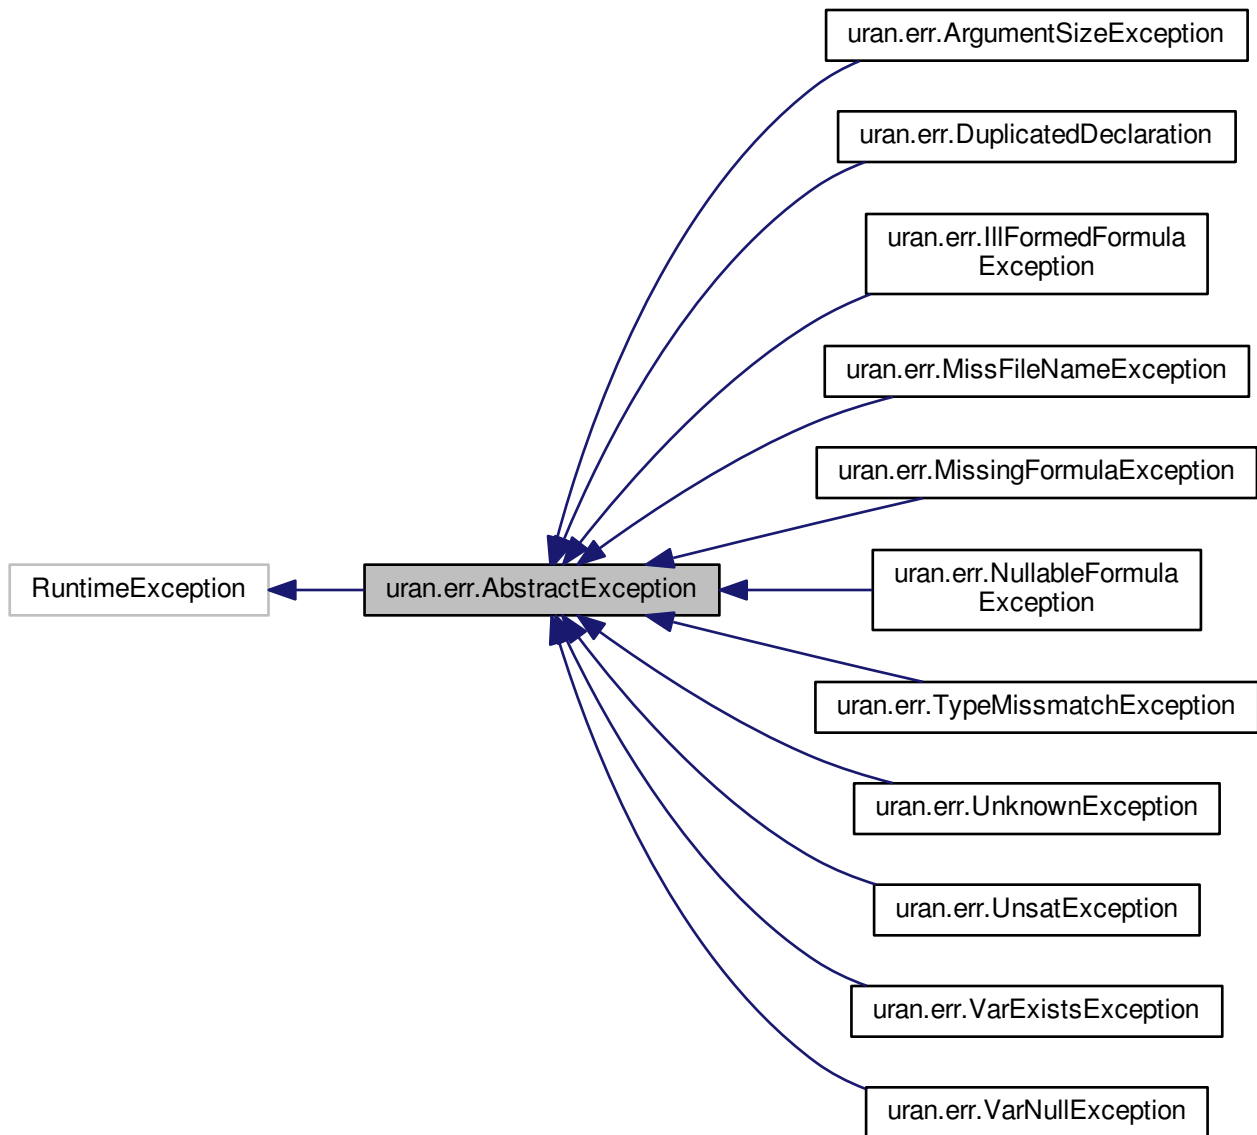 uran.err.ArgumentSizeException
uran.err.DuplicatedDeclaration
uran.err.IllFormedFormula
Exception
uran.err.MissFileNameException
uran.err.MissingFormulaException
RuntimeException
uran.err.AbstractException
uran.err.NullableFormula
Exception
uran.err.TypeMissmatchException
uran.err.UnknownException
uran.err.UnsatException
uran.err.VarExistsException
uran.err.VarNullException